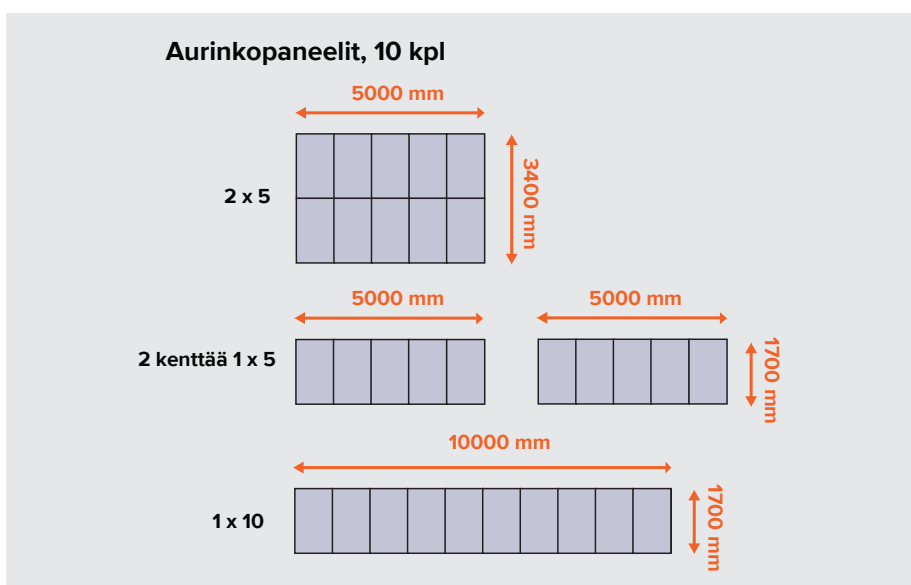 Aurinkopaneelit, 10 kpl
5000 mm
2 x 5
3400 mm
5000 mm
5000 mm
2 kenttää 1 x 5
1700 mm
10000 mm
1 x 10
1700 mm